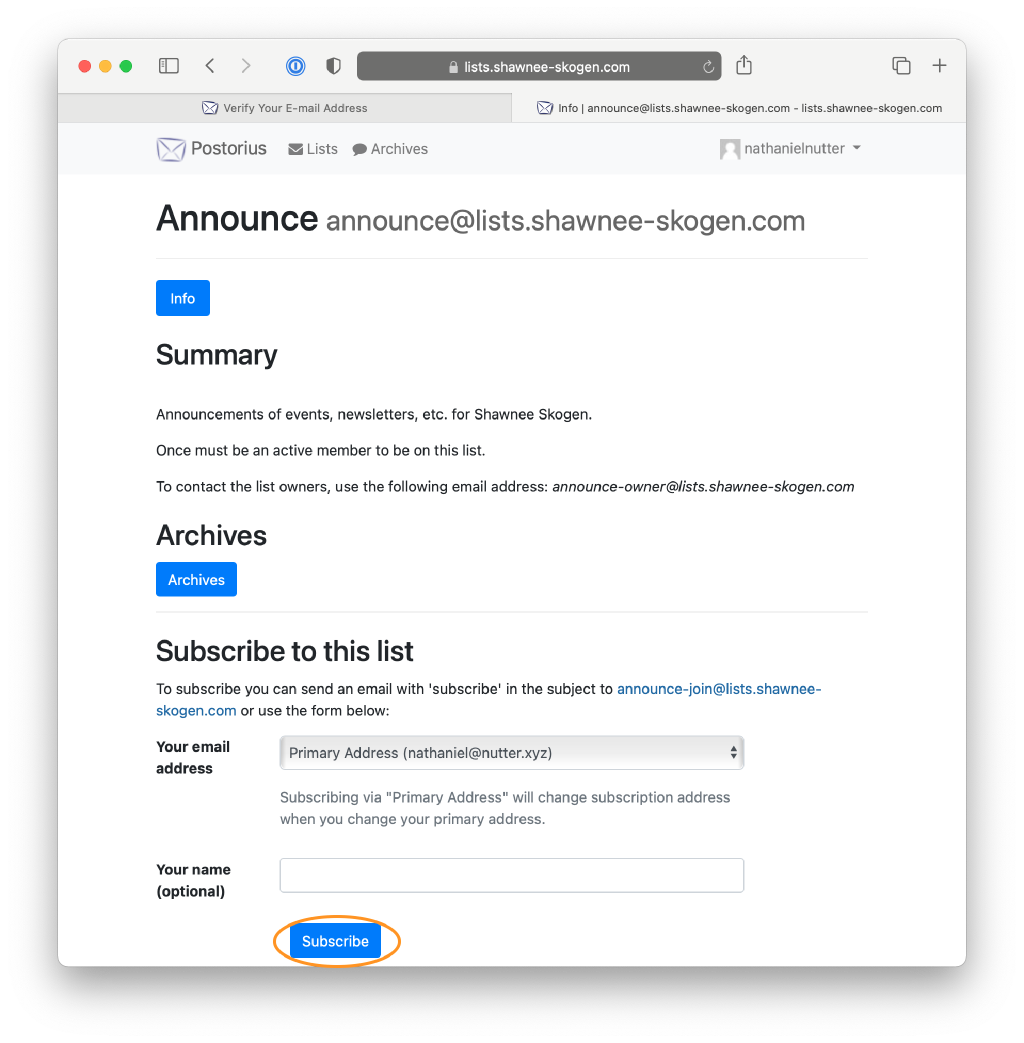 lists.shawnee-skogen.com
Verify Your E-mail Address
Info | announce@lists.shawnee-skogen.com - lists.shawnee-skogen.com
Postorius Lists Archives nathanielnutter
Announce announce@lists.shawnee-skogen.com
Info
Summary
Announcements of events, newsletters, etc. for Shawnee Skogen.
Once must be an active member to be on this list.
To contact the list owners, use the following email address: announce-owner@lists.shawnee-skogen.com
Archives
Archives
Subscribe to this list
To subscribe you can send an email with 'subscribe' in the subject to announce-join@lists.shawnee-
skogen.com or use the form below:
Your email
address
Primary Address (nathaniel@nutter.xyz)
Subscribing via "Primary Address" will change subscription address
when you change your primary address.
Your name
(optional)
Subscribe